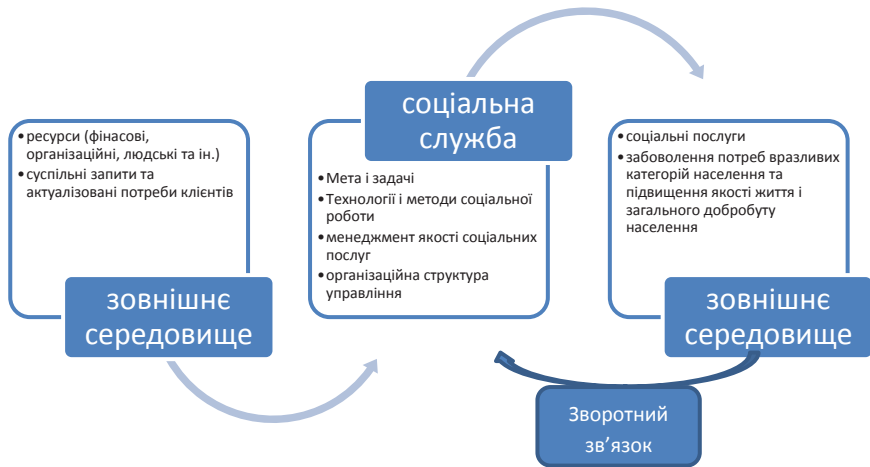 • ресурси (фінасові,
організаційні, людські та ін.)
• суспільні запити та
актуалізовані потреби клієнтів
зовнішнє
середовище
соціальна
служба
• Мета і задачі
• Технології і методи соціальної
роботи
• менеджмент якості соціальних
послуг
• організаційна структура
управління
• соціальні послуги
• забоволення потреб вразливих
категорій населення та
підвищення якості життя і
загального добробуту
населення
зовнішнє
середовище
Зворотний
зв’язок